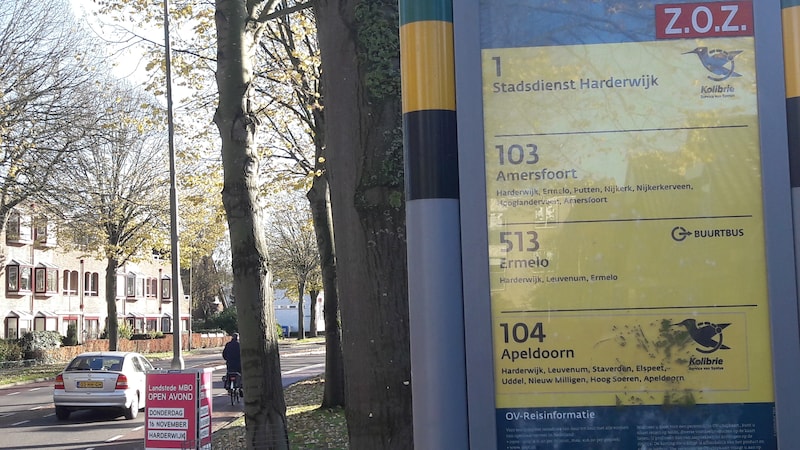 Z.O.Z.
1
Stadsdienst Harderwijk
Kolibrie
103
Amersfoort
Harderwijk, Ermelo, Putten, Nijkerk, Nijkerkerveen,
Hooglanderveen, Amersfoort
513
BUURTBUS
Ermelo
Harderwijk, Leuvenum, Ermelo
104
Apeldoorn
Kolibrie
Harderwijk, Leuvenum, Staverden, Elspeet,
Uddel, Nieuw Milligen, Hoog Soeren, Apeldoorn
OV-Reisinformatie
Landstede MBO
OPEN AVOND
DONDERDAG
16 NOVEMBER
HARDERWIJK